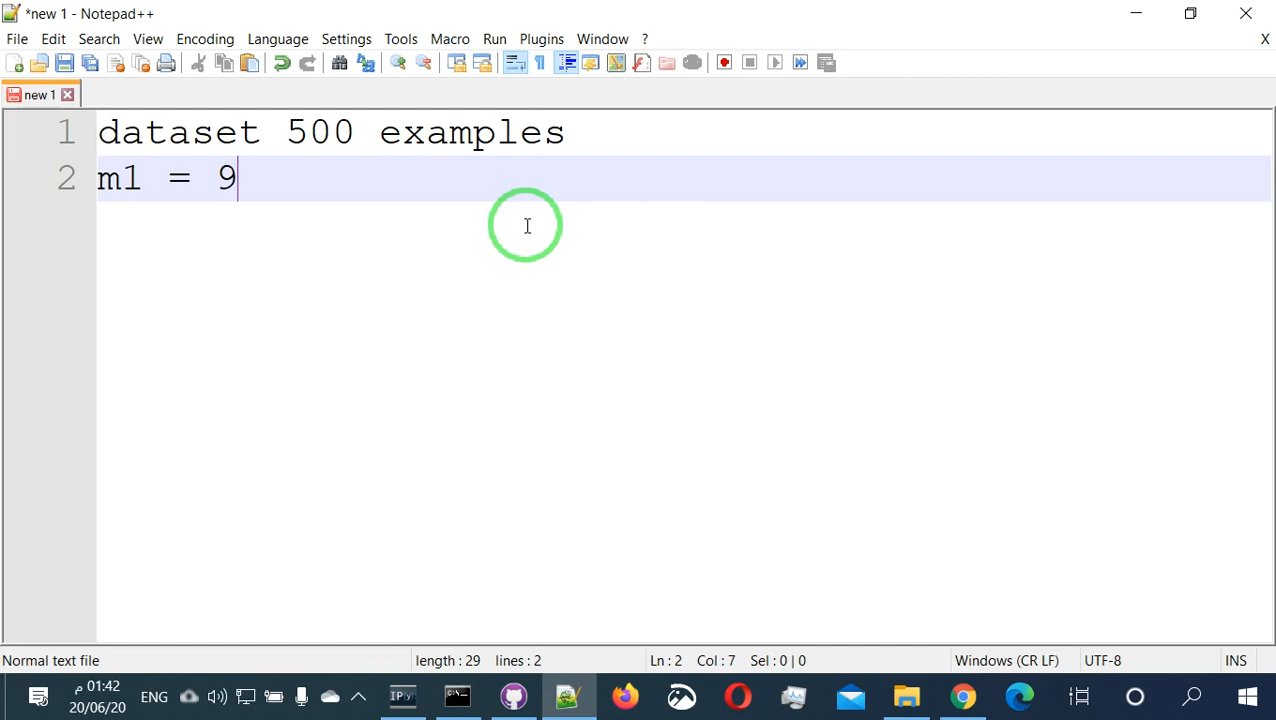 *new 1 - Notepad++
File Edit Search View Encoding Language Settings Tools Macro Run Plugins Window ? X
new 1
1 dataset 500 examples
2 m1 = 9
Normal text file length : 29 lines : 2 Ln : 2 Col : 7 Sel : 0 | 0 Windows (CR LF) UTF-8 INS
01:42 م ENG
20/06/20